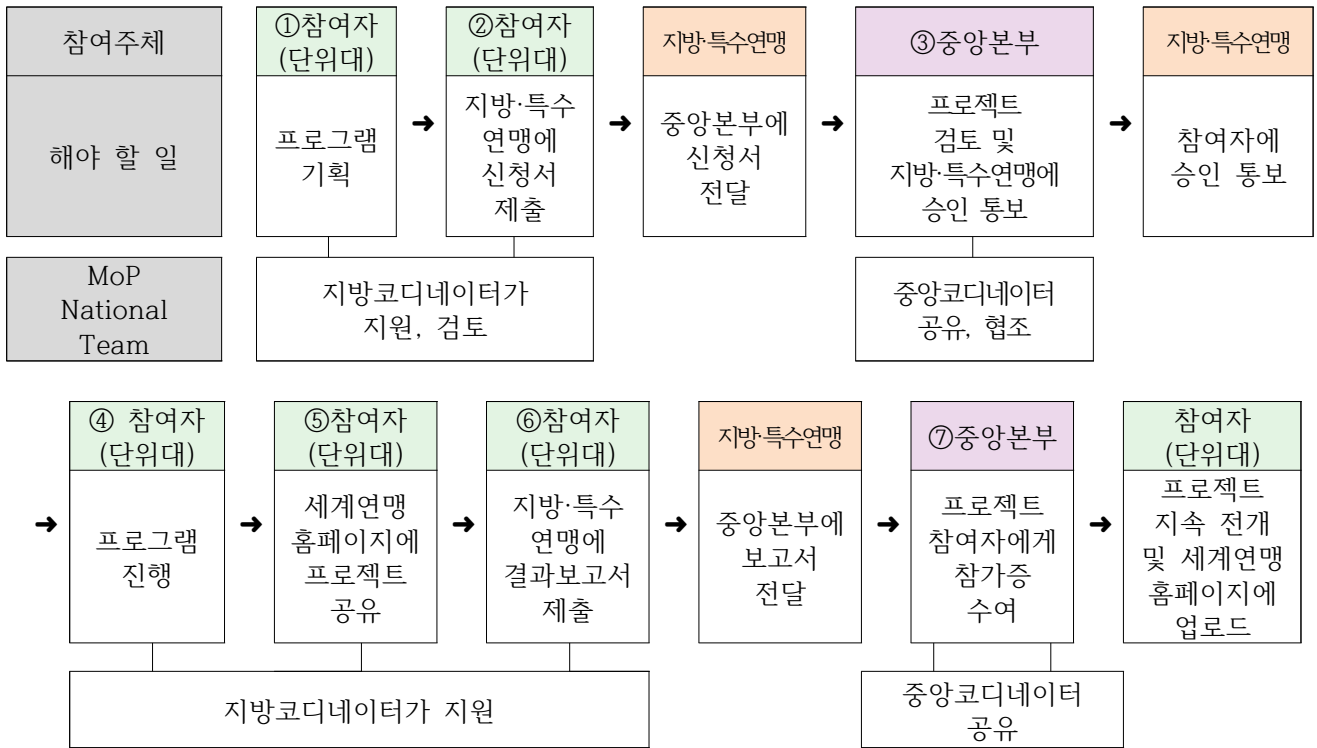 참여주체
①참여자
(단위대)
②참여자
(단위대)
지방·특수연맹
③중앙본부
지방·특수연맹
해야 할 일
프로그램
기획
➜
지방·특수
연맹에
신청서
제출
➜
중앙본부에
신청서
전달
➜
프로젝트
검토 및
지방·특수연맹에
승인 통보
➜
참여자에
승인 통보
MoP
National
Team
지방코디네이터가
지원, 검토
중앙코디네이터
공유, 협조
④ 참여자
(단위대)
⑤참여자
(단위대)
⑥참여자
(단위대)
지방·특수연맹
⑦중앙본부
참여자
(단위대)
➜
프로그램
진행
➜
세계연맹
홈페이지에
프로젝트
공유
➜
지방·특수
연맹에
결과보고서
제출
➜
중앙본부에
보고서
전달
➜
프로젝트
참여자에게
참가증
수여
➜
프로젝트
지속 전개
및 세계연맹
홈페이지에
업로드
지방코디네이터가 지원
중앙코디네이터
공유